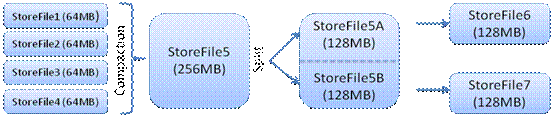 StoreFile1 (64MB)
StoreFile2 (64MB)
StoreFile3 (64MB)
StoreFile4 (64MB)
Compaction
StoreFile5
(256MB)
Split
StoreFile5A
(128MB)
StoreFile5B
(128MB)
StoreFile6
(128MB)
StoreFile7
(128MB)